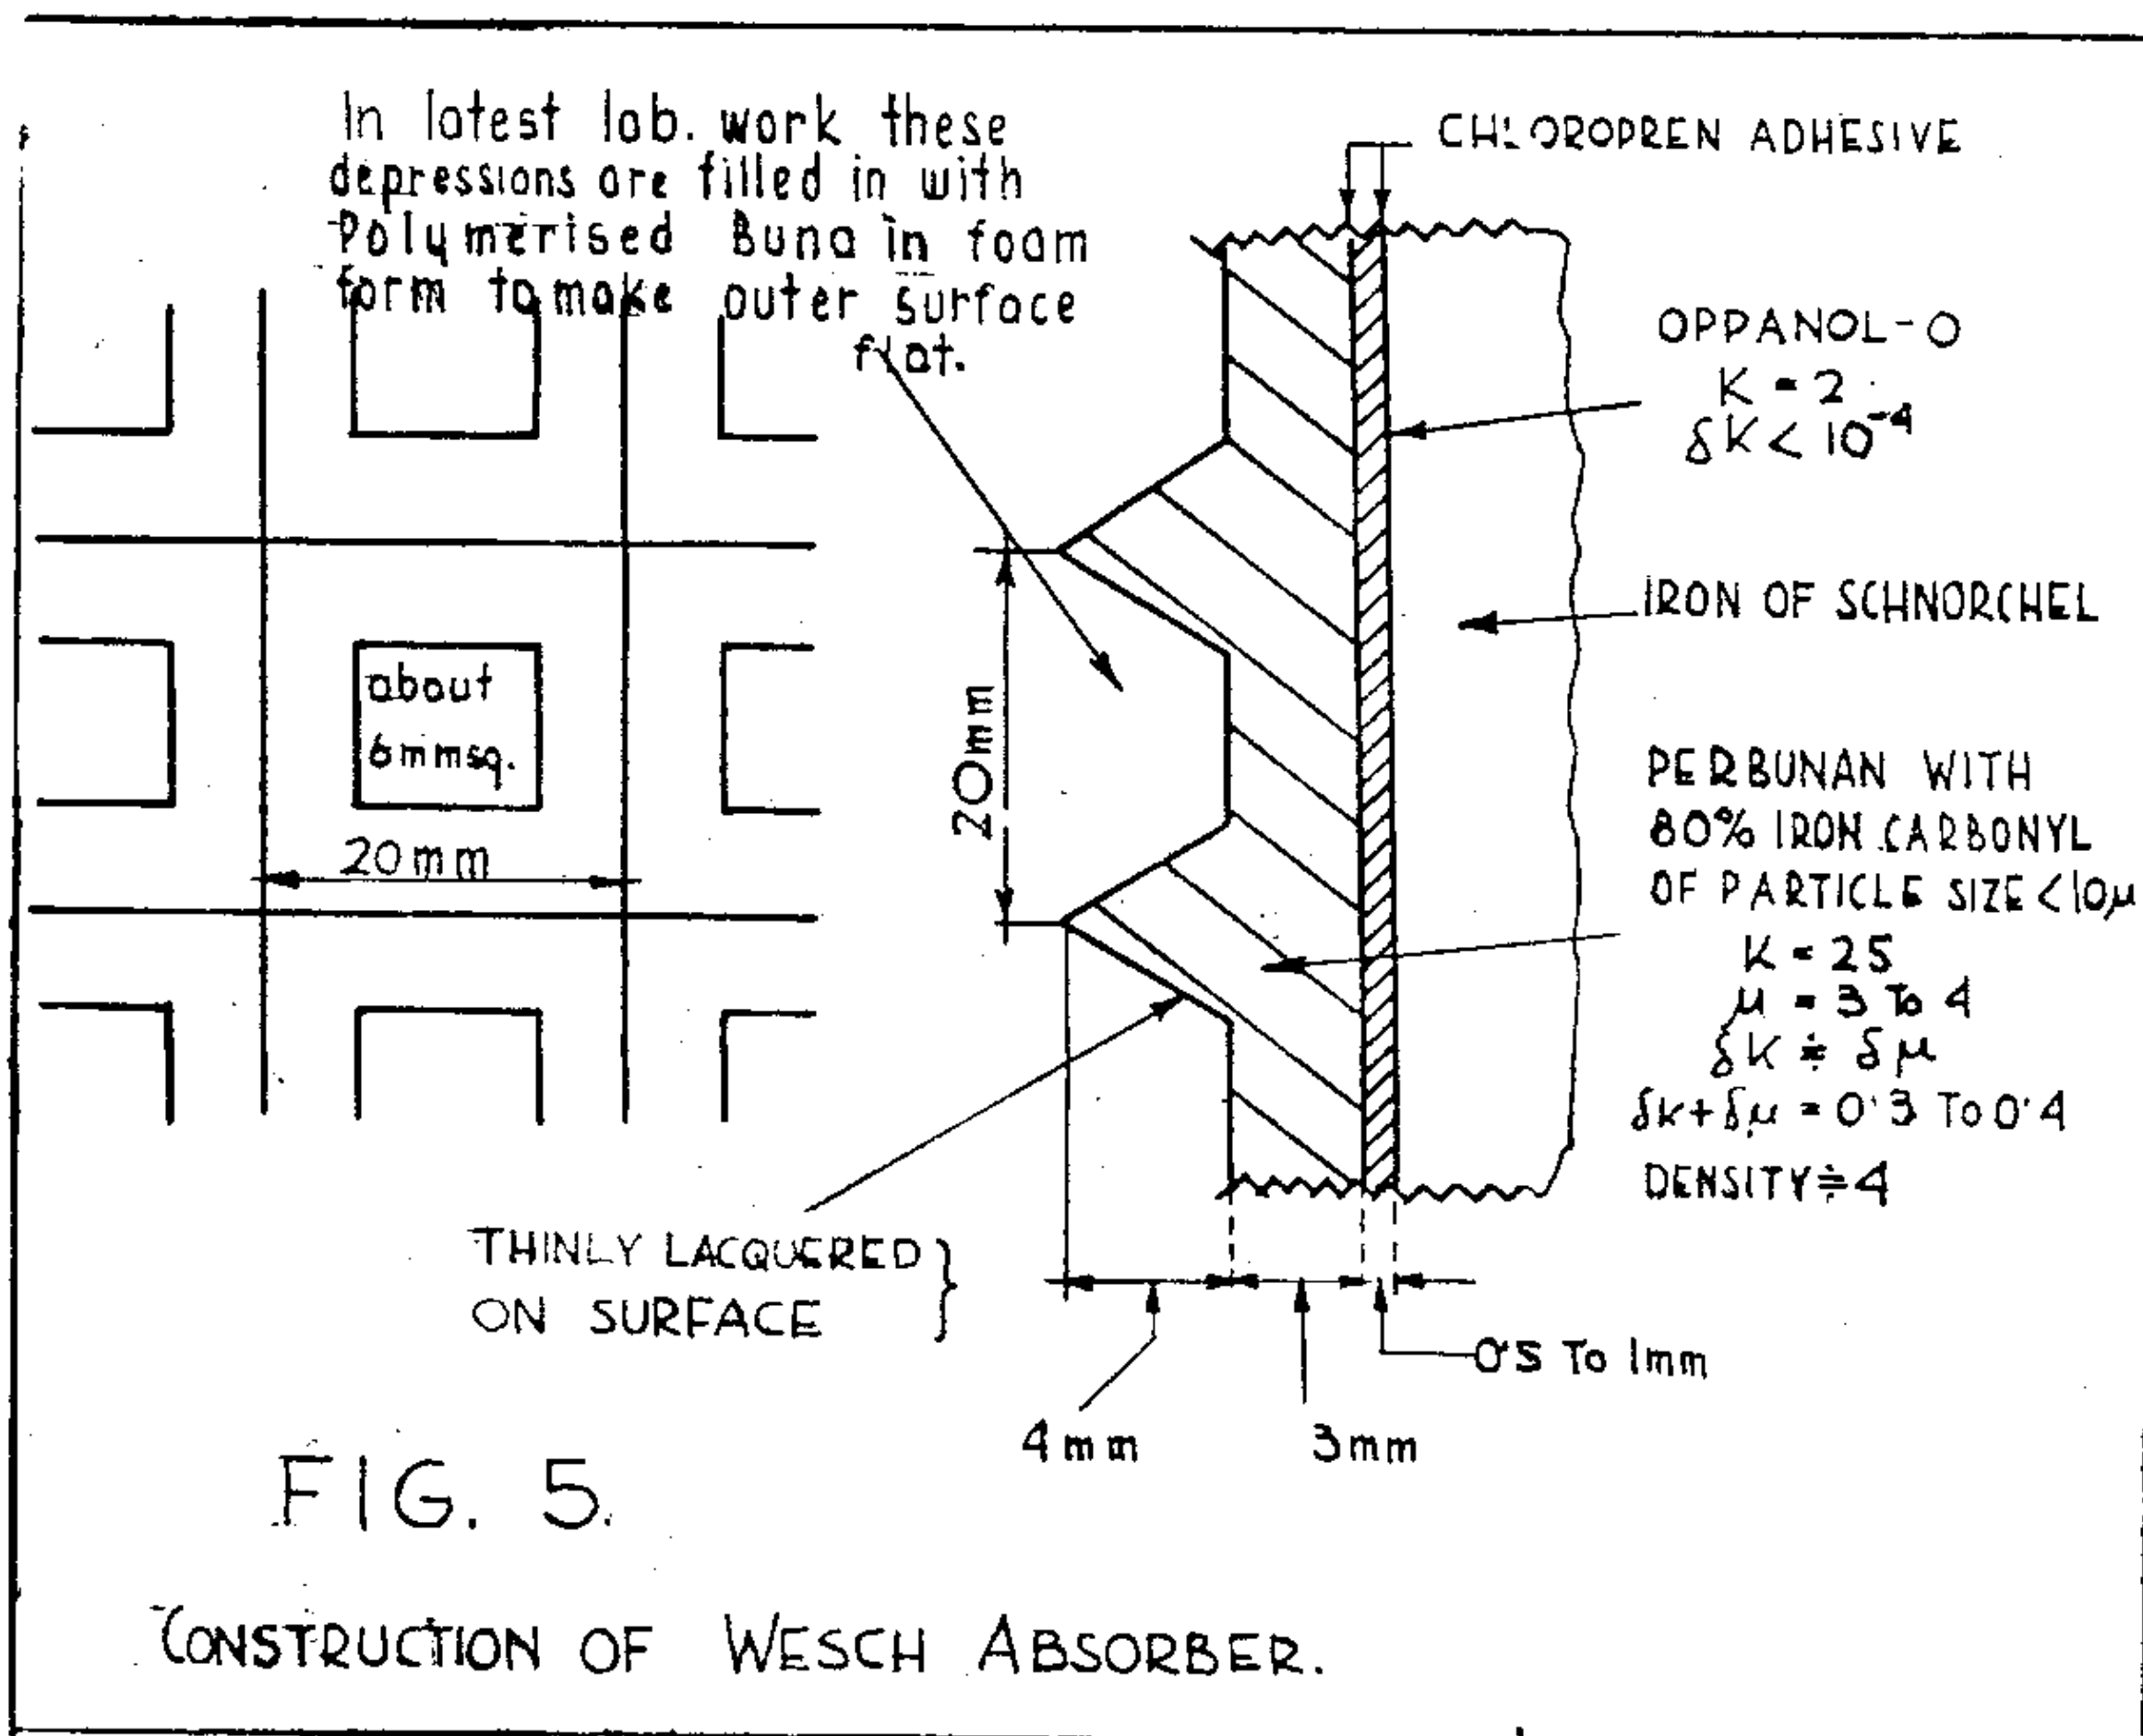 In latest lab. work these
depressions are filled in with
Polymerised Buna in foam
form to make outer surface
flat.
CHLOROPREN ADHESIVE
OPPANOL-O
K = 2
δK < 10⁻⁴
IRON OF SCHNORCHEL
about
6mmsq.
20mm
20mm
PERBUNAN WITH
80% IRON CARBONYL
OF PARTICLE SIZE < 10μ
K = 25
μ = 3 To 4
δK ≑ δμ
δK + δμ = 0·3 To 0·4
DENSITY ≑ 4
THINLY LACQUERED
ON SURFACE
0·5 To 1mm
4mm
3mm
FIG. 5.
CONSTRUCTION OF WESCH ABSORBER.